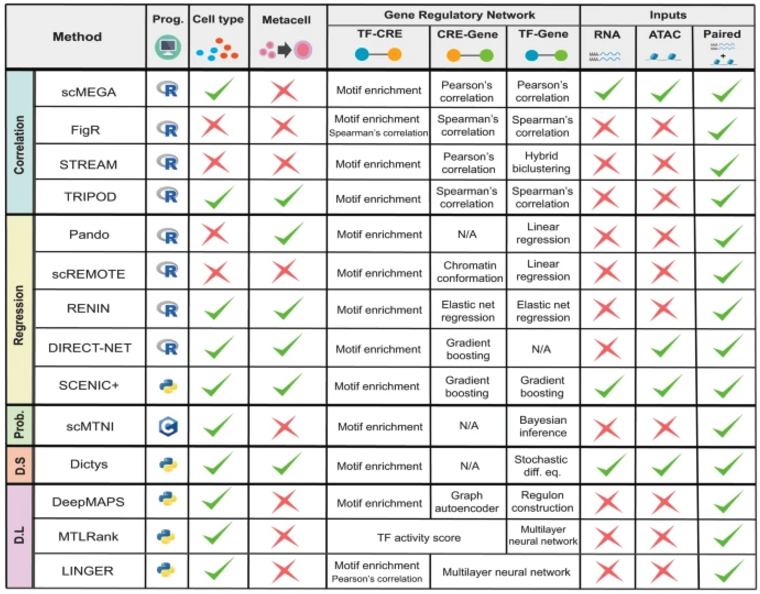 Method
Prog.
Cell type
Metacell
Gene Regulatory Network
Inputs
TF-CRE
CRE-Gene
TF-Gene
RNA
ATAC
Paired
+
Correlation
scMEGA
R
Motif enrichment
Pearson's
correlation
Pearson's
correlation
FigR
R
Motif enrichment
Spearman's correlation
Spearman's
correlation
Spearman's
correlation
STREAM
R
Motif enrichment
Pearson's
correlation
Hybrid
biclustering
TRIPOD
R
Motif enrichment
Spearman's
correlation
Spearman's
correlation
Regression
Pando
R
Motif enrichment
N/A
Linear
regression
scREMOTE
R
Motif enrichment
Chromatin
conformation
Linear
regression
RENIN
R
Motif enrichment
Elastic net
regression
Elastic net
regression
DIRECT-NET
R
Motif enrichment
Gradient
boosting
N/A
SCENIC+
Motif enrichment
Gradient
boosting
Gradient
boosting
Prob.
scMTNI
C
Motif enrichment
N/A
Bayesian
inference
D.S
Dictys
Motif enrichment
N/A
Stochastic
diff. eq.
D.L
DeepMAPS
Motif enrichment
Graph
autoencoder
Regulon
construction
MTLRank
TF activity score
Multilayer
neural network
LINGER
Motif enrichment
Pearson's correlation
Multilayer neural network